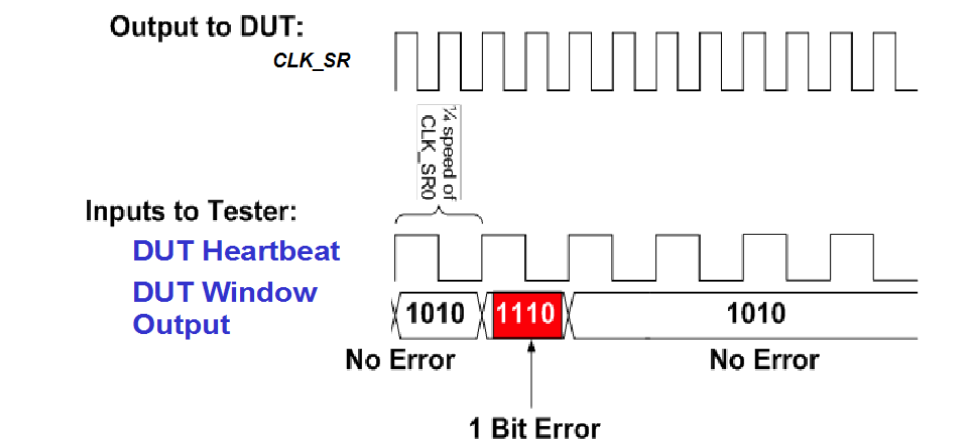 Output to DUT:
CLK_SR
¼ speed of
CLK_SR0
Inputs to Tester:
DUT Heartbeat
DUT Window
Output
1010
1110
1010
No Error
No Error
1 Bit Error